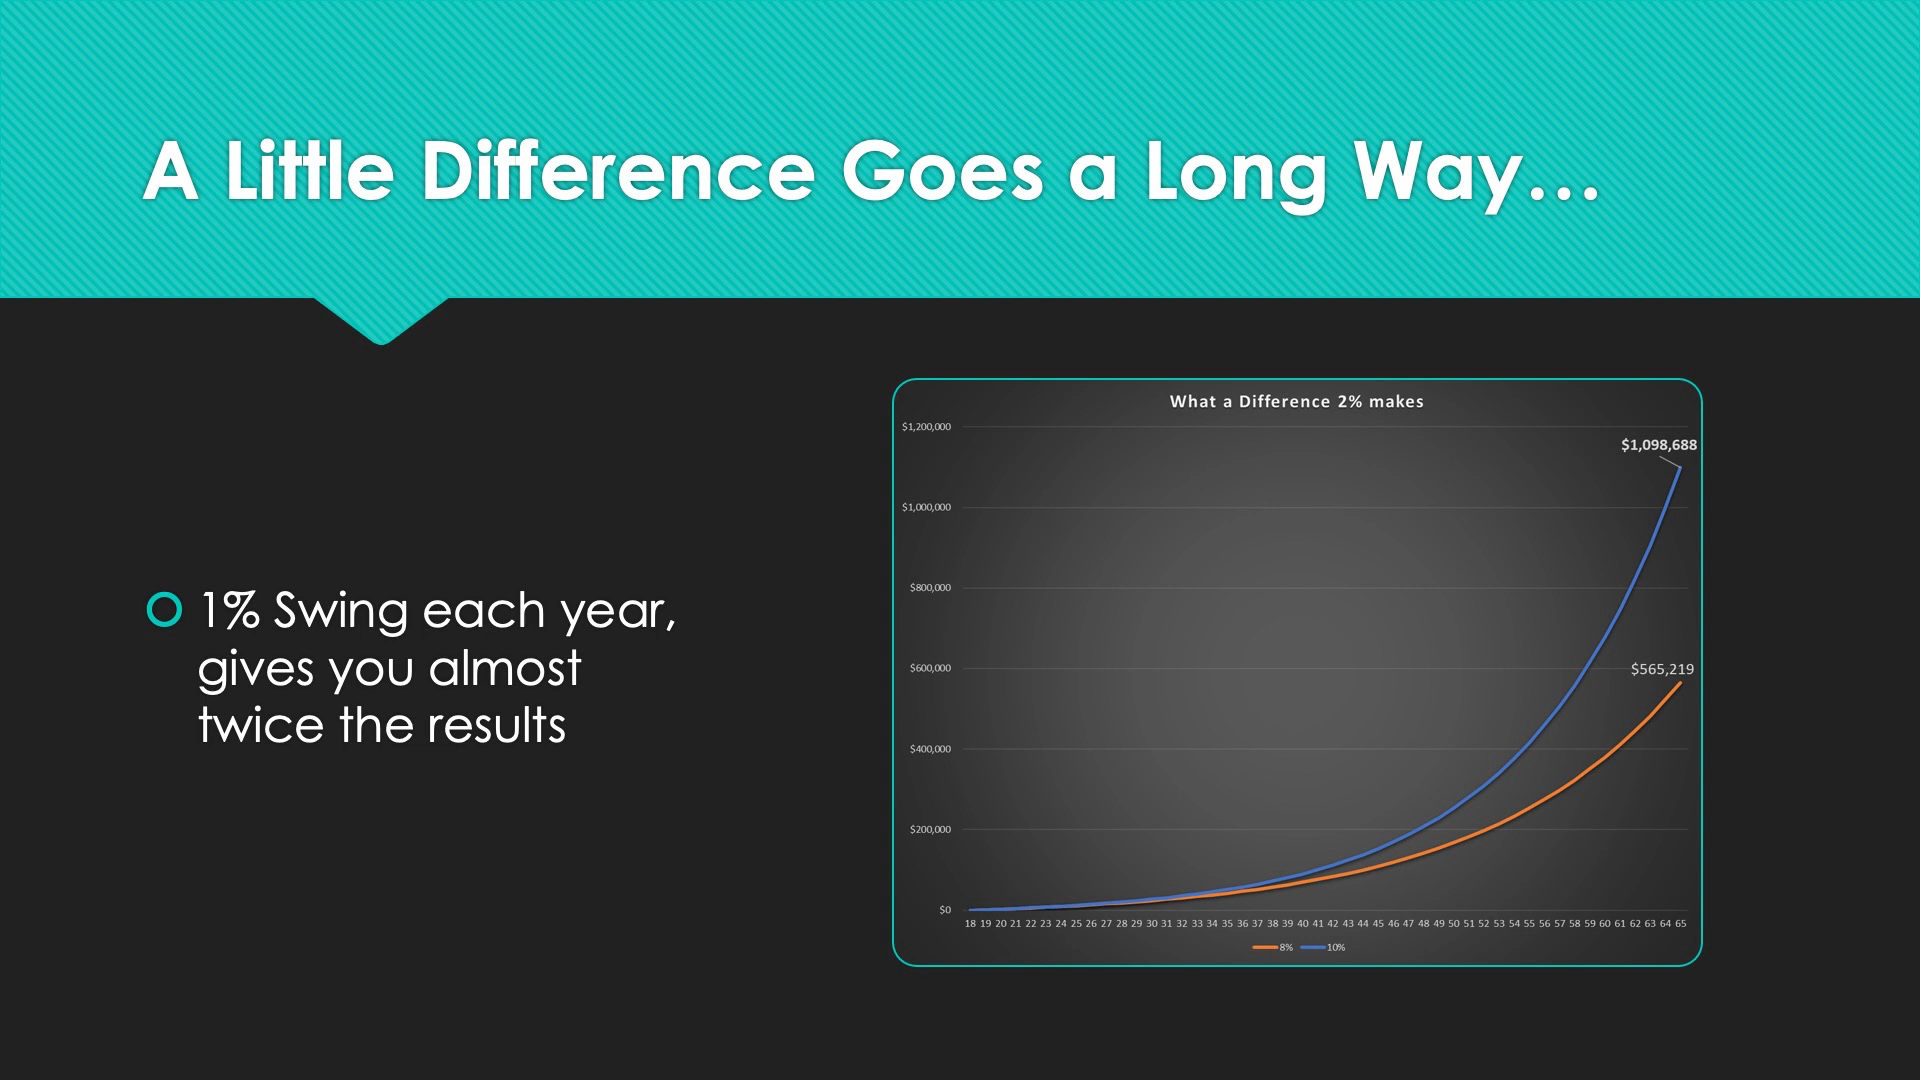 A Little Difference Goes a Long Way...
1% Swing each year,
gives you almost
twice the results
What a Difference 2% makes
$1,200,000
$1,098,688
$1,000,000
$800,000
$600,000
$565,219
$400,000
$200,000
$0
18 19 20 21 22 23 24 25 26 27 28 29 30 31 32 33 34 35 36 37 38 39 40 41 42 43 44 45 46 47 48 49 50 51 52 53 54 55 56 57 58 59 60 61 62 63 64 65
8% 10%